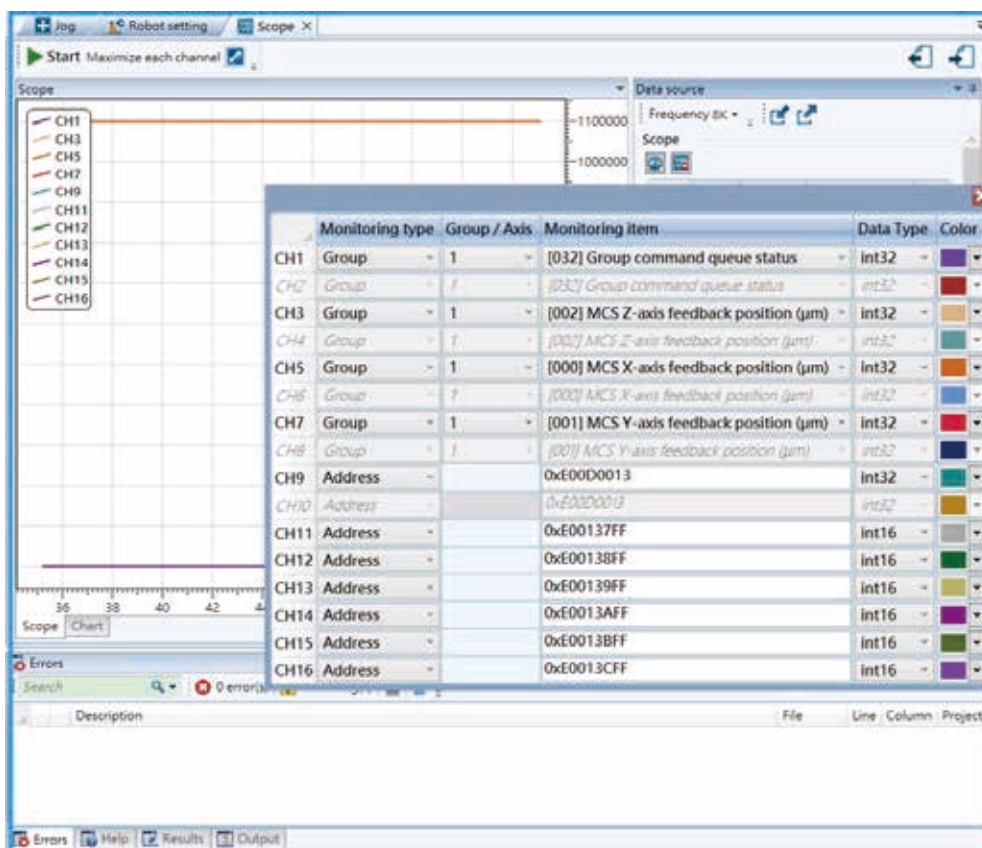 Jog Robot setting Scope ×
Start Maximize each channel
Scope
Data source
CH1
CH3
CH5
CH7
CH9
CH11
CH12
CH13
CH14
CH15
CH16
1100000
1000000
Frequency 8K
Scope
Monitoring type Group / Axis Monitoring item Data Type Color
CH1 Group 1 [032] Group command queue status int32
CH2 Group 1 [032] Group command queue status int32
CH3 Group 1 [002] MCS Z-axis feedback position (μm) int32
CH4 Group 1 [002] MCS Z-axis feedback position (μm) int32
CH5 Group 1 [000] MCS X-axis feedback position (μm) int32
CH6 Group 1 [000] MCS X-axis feedback position (μm) int32
CH7 Group 1 [001] MCS Y-axis feedback position (μm) int32
CH8 Group 1 [001] MCS Y-axis feedback position (μm) int32
CH9 Address 0xE00D0013 int32
CH10 Address 0xE00D0013 int32
CH11 Address 0xE00137FF int16
CH12 Address 0xE00138FF int16
CH13 Address 0xE00139FF int16
CH14 Address 0xE0013AFF int16
CH15 Address 0xE0013BFF int16
CH16 Address 0xE0013CFF int16
36 38 40 42
Scope Chart
Errors
Search 0 error(s)
Description File Line Column Project
Errors Help Results Output